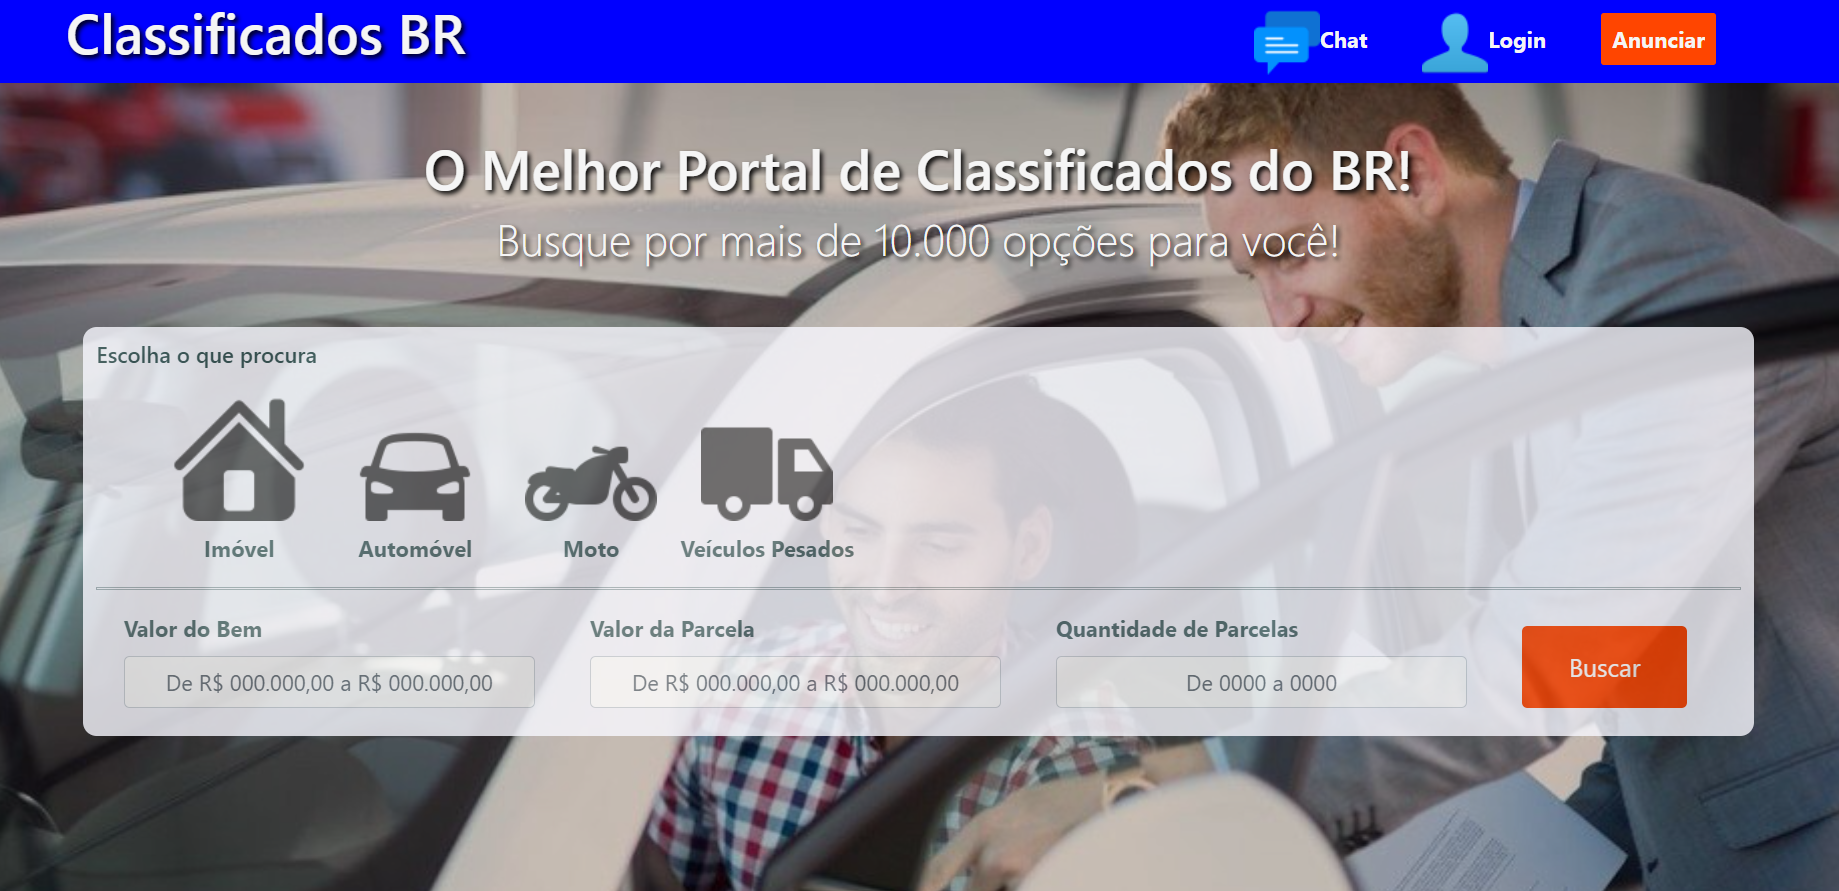 Classificados BR
Chat
Login
Anunciar
O Melhor Portal de Classificados do BR!
Busque por mais de 10.000 opções para você!
Escolha o que procura
Imóvel
Automóvel
Moto
Veículos Pesados
Valor do Bem
Valor da Parcela
Quantidade de Parcelas
De R$ 000.000,00 a R$ 000.000,00
De R$ 000.000,00 a R$ 000.000,00
De 0000 a 0000
Buscar